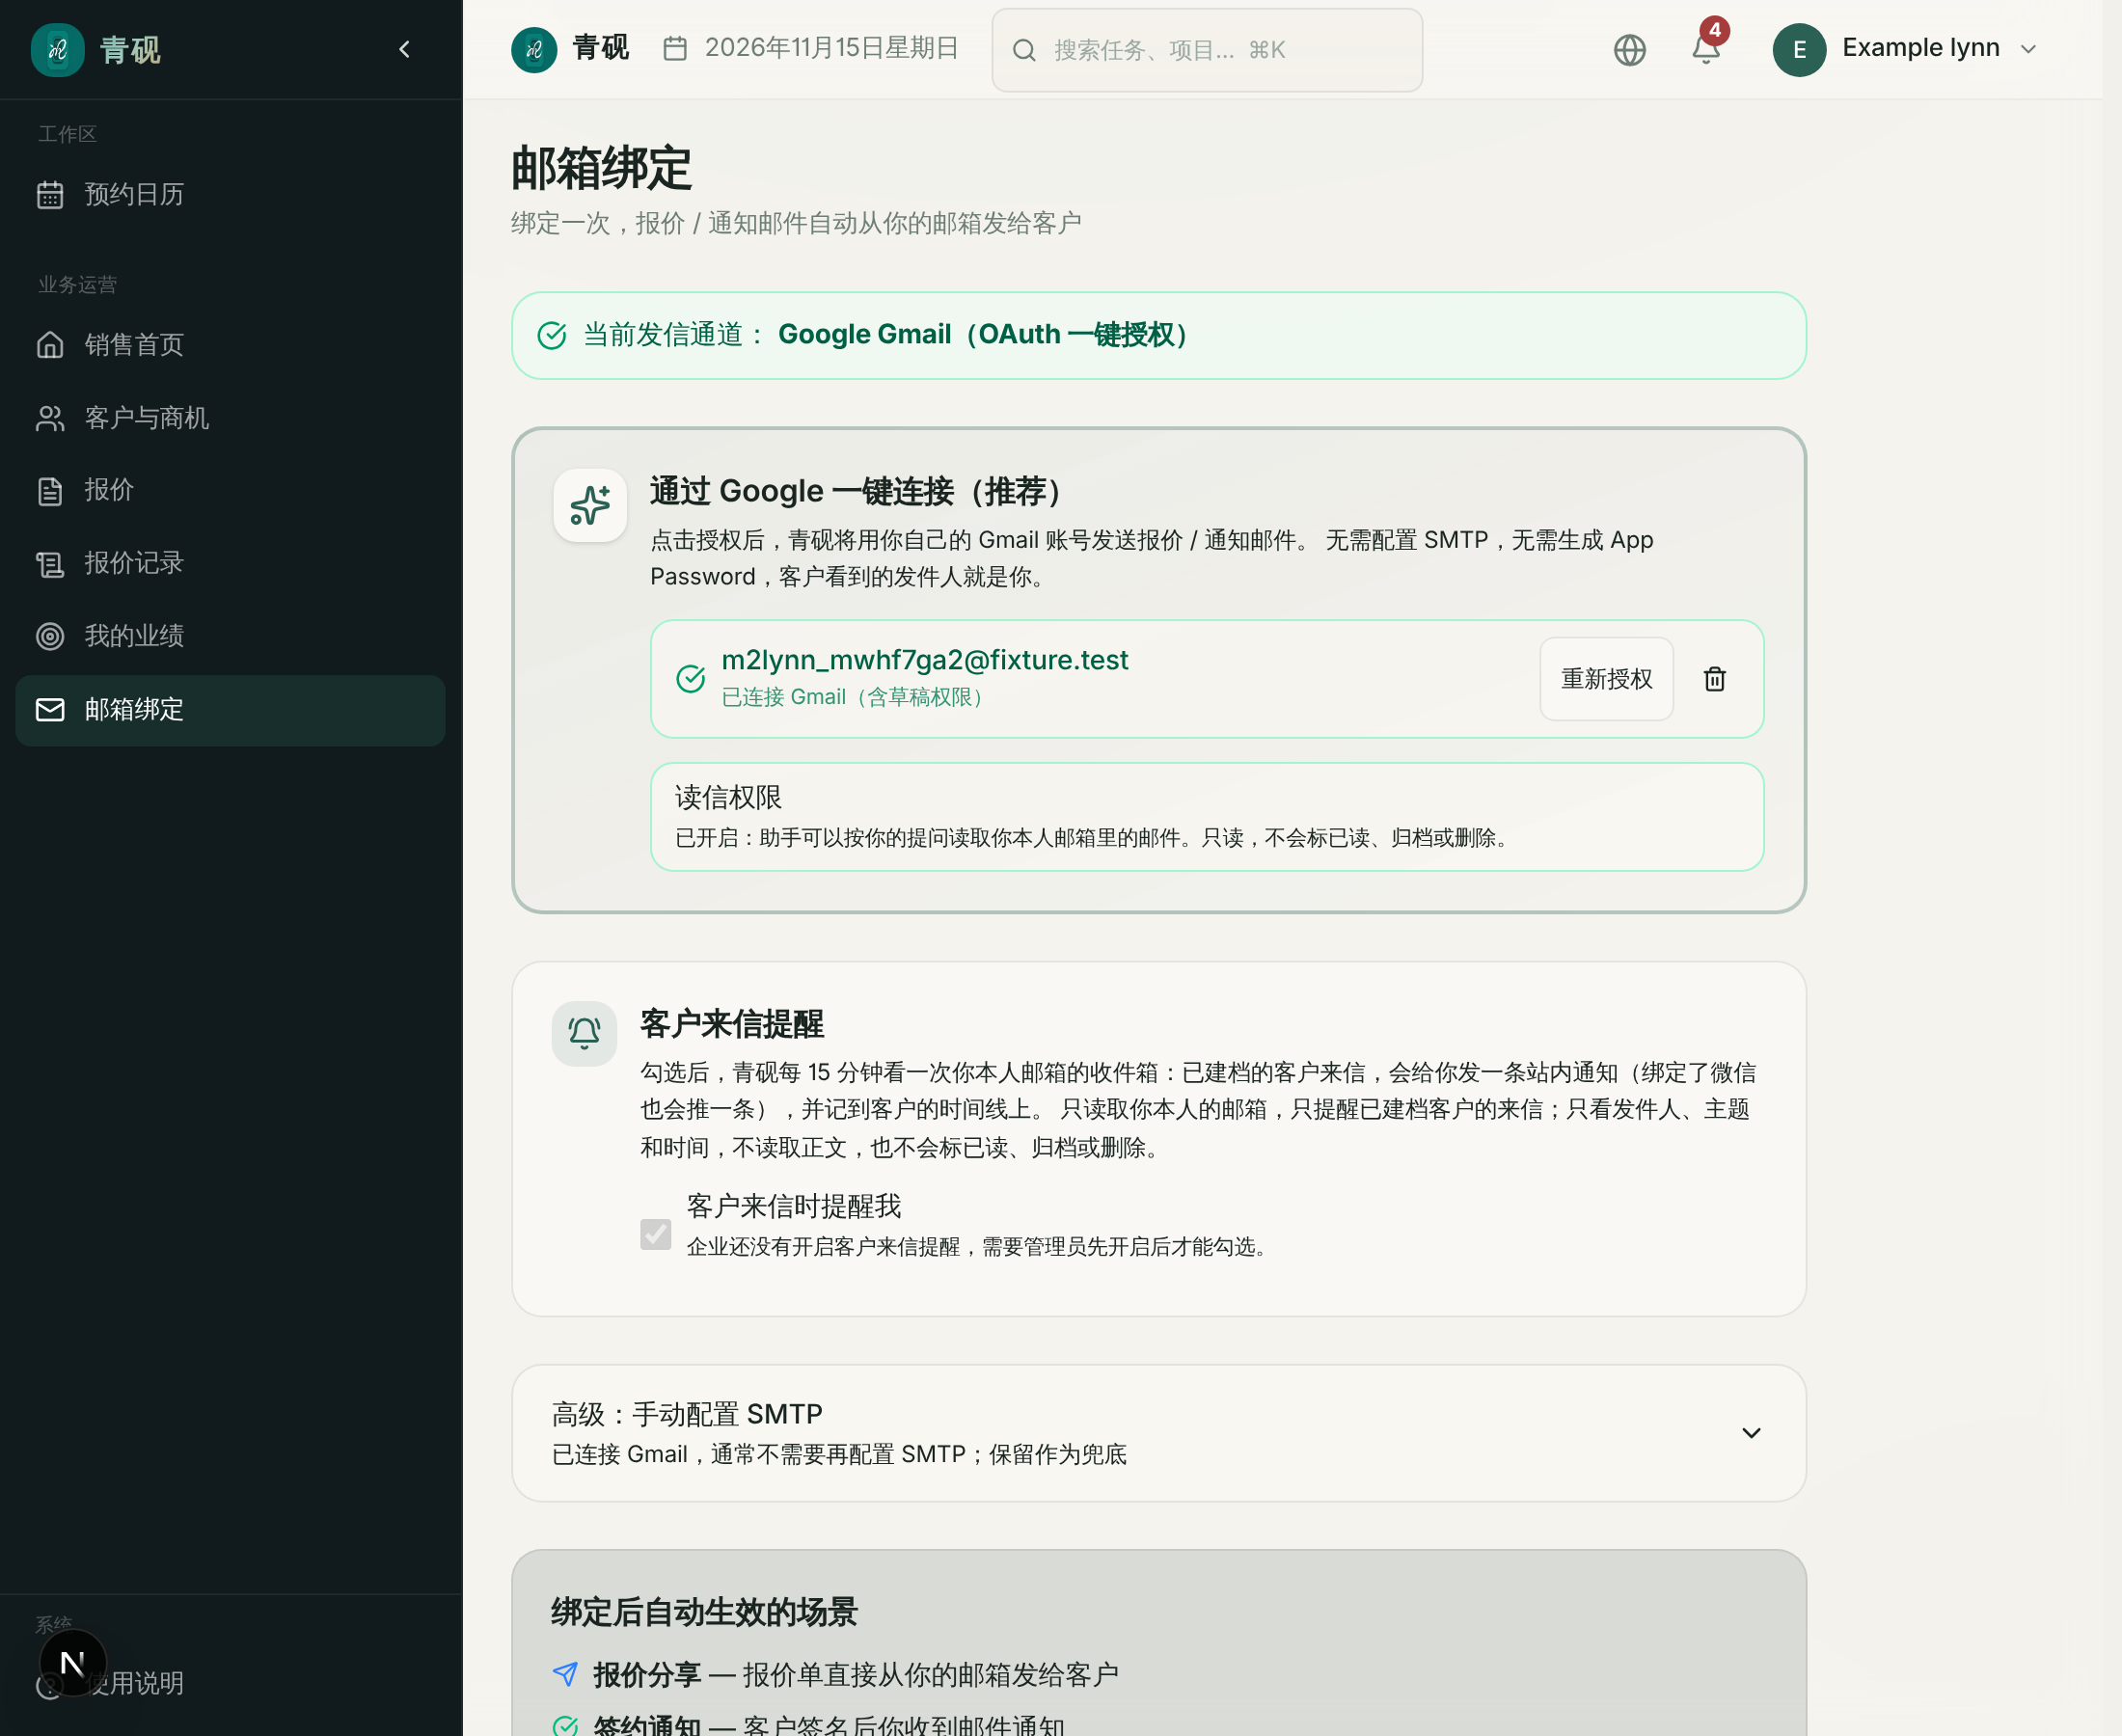 青砚
工作区
预约日历
业务运营
销售首页
客户与商机
报价
报价记录
我的业绩
邮箱绑定
系统
使用说明
N
青砚
2026年11月15日星期日
搜索任务、项目... ⌘K
4
E
Example lynn
邮箱绑定
绑定一次，报价 / 通知邮件自动从你的邮箱发给客户
当前发信通道： Google Gmail（OAuth 一键授权）
通过 Google 一键连接（推荐）
点击授权后，青砚将用你自己的 Gmail 账号发送报价 / 通知邮件。 无需配置 SMTP，无需生成 App
Password，客户看到的发件人就是你。
m2lynn_mwhf7ga2@fixture.test
已连接 Gmail（含草稿权限）
重新授权
读信权限
已开启：助手可以按你的提问读取你本人邮箱里的邮件。只读，不会标已读、归档或删除。
客户来信提醒
勾选后，青砚每 15 分钟看一次你本人邮箱的收件箱：已建档的客户来信，会给你发一条站内通知（绑定了微信
也会推一条），并记到客户的时间线上。 只读取你本人的邮箱，只提醒已建档客户的来信；只看发件人、主题
和时间，不读取正文，也不会标已读、归档或删除。
客户来信时提醒我
企业还没有开启客户来信提醒，需要管理员先开启后才能勾选。
高级：手动配置 SMTP
已连接 Gmail，通常不需要再配置 SMTP；保留作为兜底
绑定后自动生效的场景
报价分享 — 报价单直接从你的邮箱发给客户
签约通知 — 客户签名后你收到邮件通知